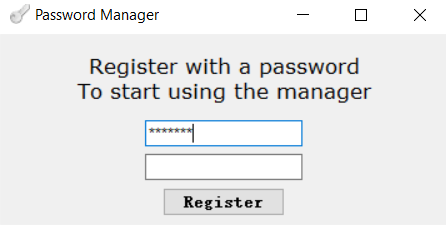 Password Manager
Register with a password
To start using the manager
*******
Register